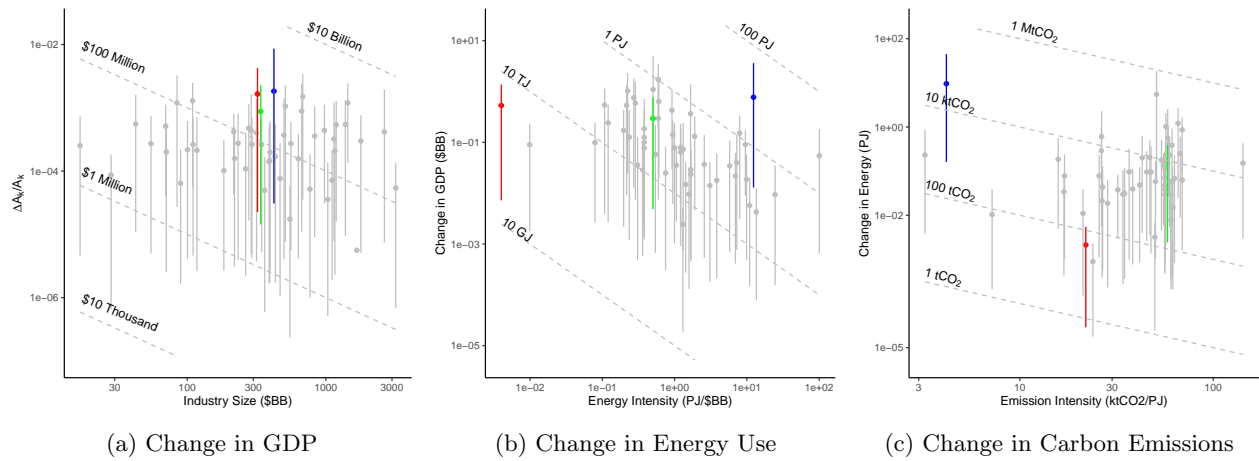 1e−02
1e−04
1e−06
ΔAₖ/Aₖ
$10 Billion
$100 Million
$1 Million
$10 Thousand
30
100
300
1000
3000
Industry Size ($BB)
(a) Change in GDP
1e+01
1e−01
1e−03
1e−05
Change in GDP ($BB)
100 PJ
1 PJ
10 TJ
10 GJ
1e−02
1e−01
1e+00
1e+01
1e+02
Energy Intensity (PJ/$BB)
(b) Change in Energy Use
1e+02
1e+00
1e−02
1e−05
Change in Energy (PJ)
1 MtCO₂
10 ktCO₂
100 tCO₂
1 tCO₂
3
10
30
100
Emission Intensity (ktCO2/PJ)
(c) Change in Carbon Emissions